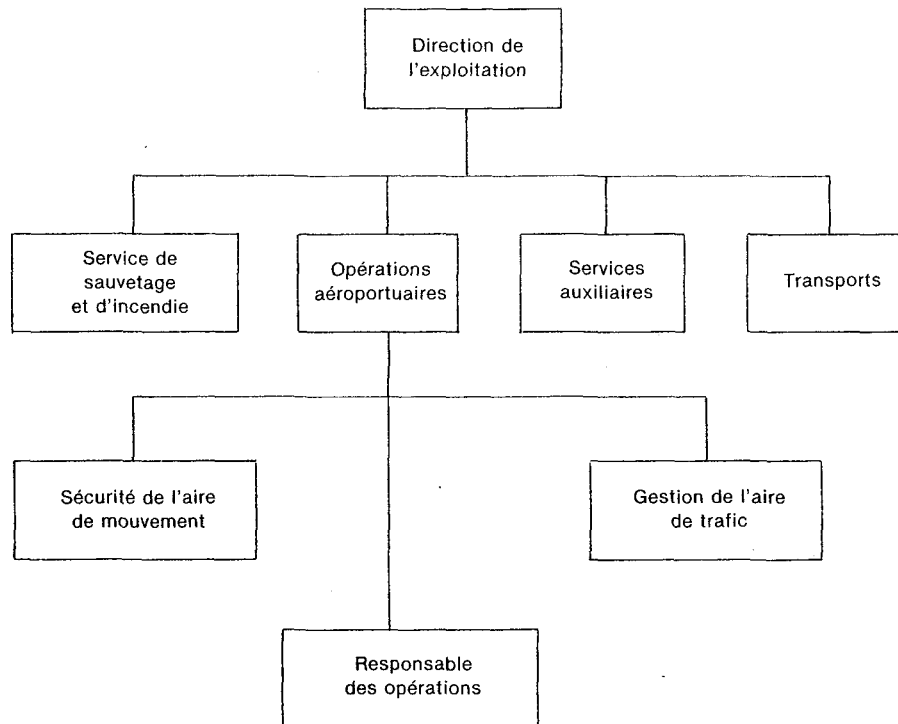 Direction de
l'exploitation
Service de
sauvetage
et d'incendie
Opérations
aéroportuaires
Services
auxiliaires
Transports
Sécurité de l'aire
de mouvement
Gestion de l'aire
de trafic
Responsable
des opérations